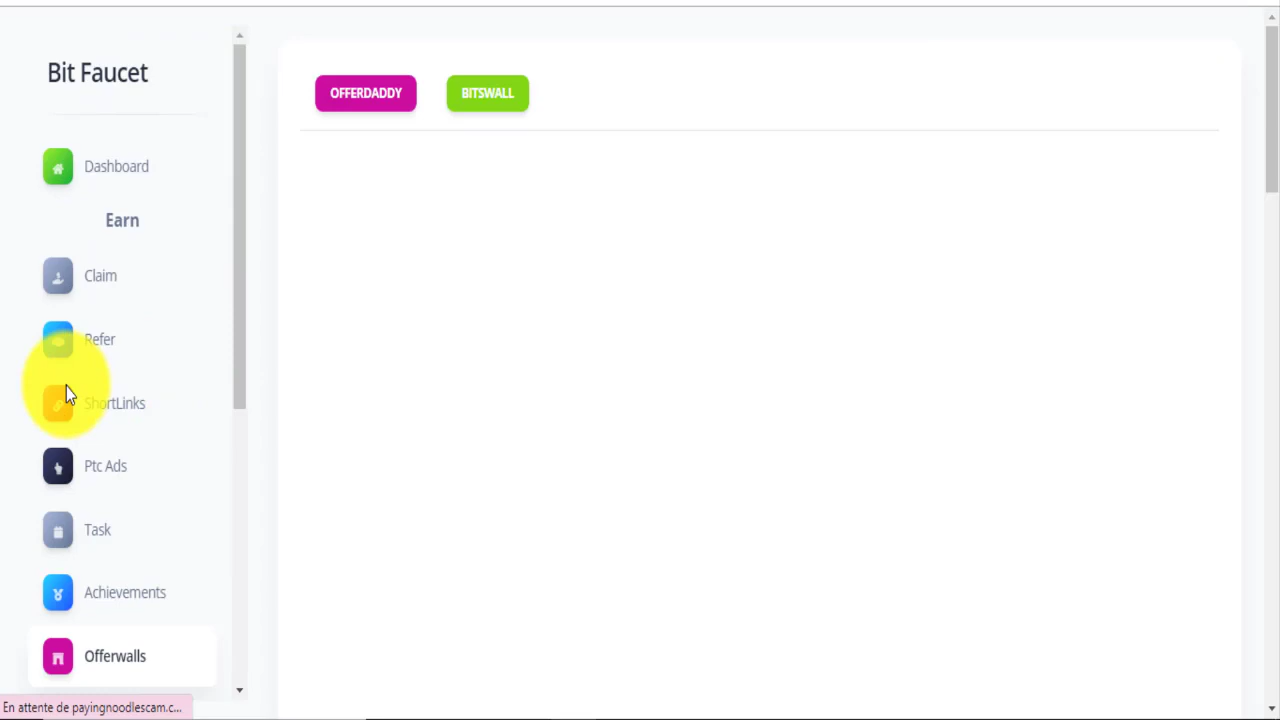 Bit Faucet
OFFERDADDY
BITSWALL
Dashboard
Earn
Claim
Refer
ShortLinks
Ptc Ads
Task
Achievements
Offerwalls
En attente de payingnoodlescam.c...